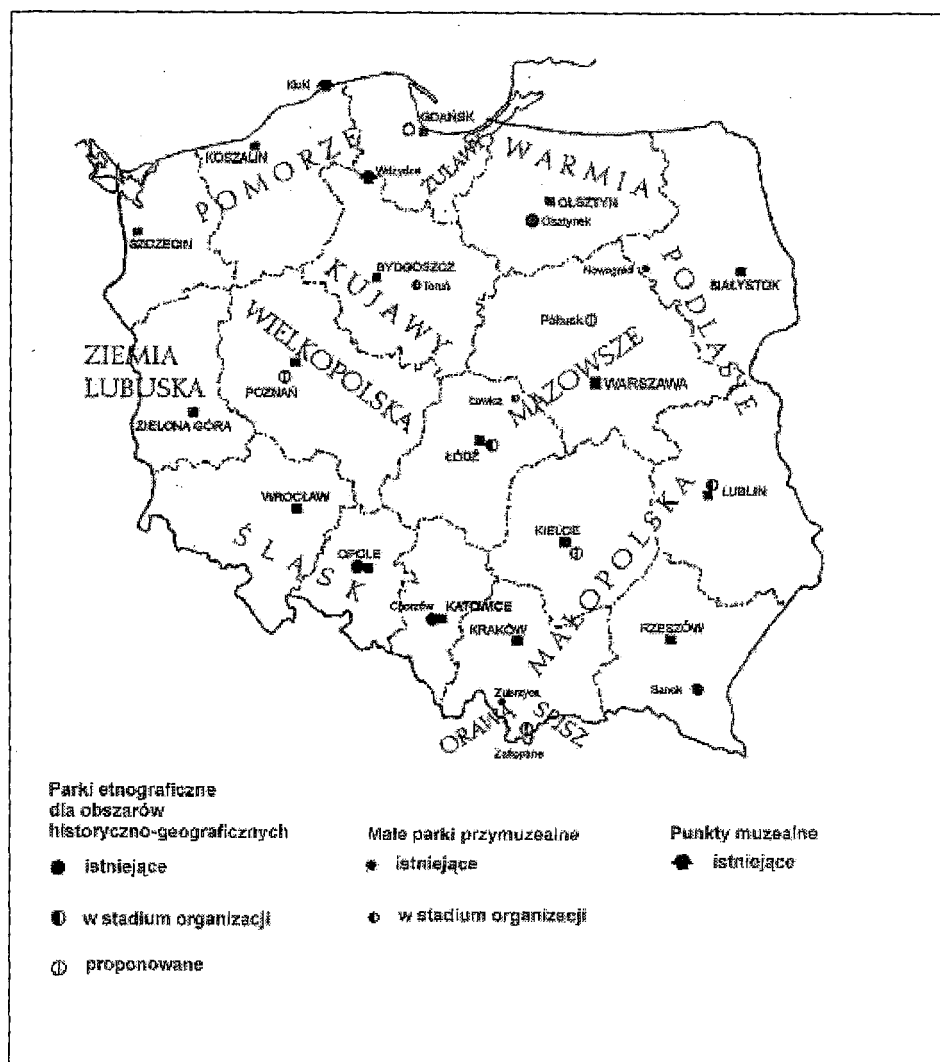 Kluki
GDAŃSK
KOSZALIN
POMORZE
Wdzydze
ŻUŁAWY
WARMIA
OLSZTYN
Olsztynek
SZCZECIN
BYDGOSZCZ
Toruń
KUJAWY
Nowogród
PODLASIE
BIAŁYSTOK
Pułtusk
ZIEMIA
LUBUSKA
WIELKOPOLSKA
POZNAŃ
MAZOWSZE
WARSZAWA
Łowicz
ZIELONA GÓRA
ŁÓDŹ
WROCŁAW
LUBLIN
ŚLĄSK
KIELCE
MAŁOPOLSKA
OPOLE
Chorzów
KATOWICE
KRAKÓW
RZESZÓW
Sanok
Zubrzyca
ORAWA
SPISZ
Zakopane
Parki etnograficzne
dla obszarów
historyczno-geograficznych
istniejące
w stadium organizacji
proponowane
Małe parki przymuzealne
istniejące
w stadium organizacji
Punkty muzealne
istniejące